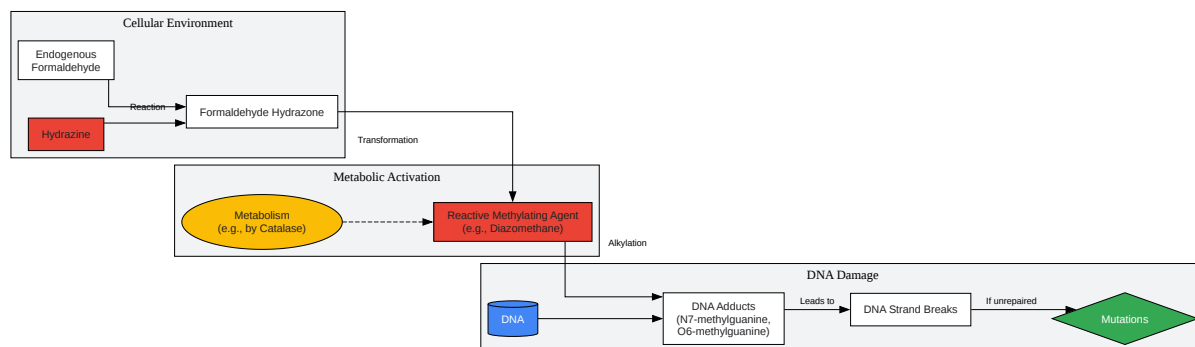 Cellular Environment
Endogenous
Formaldehyde
Reaction
Formaldehyde Hydrazone
Hydrazine
Transformation
Metabolic Activation
Metabolism
(e.g., by Catalase)
Reactive Methylating Agent
(e.g., Diazomethane)
Alkylation
DNA Damage
DNA
DNA Adducts
(N7-methylguanine,
O6-methylguanine)
Leads to
DNA Strand Breaks
If unrepaired
Mutations